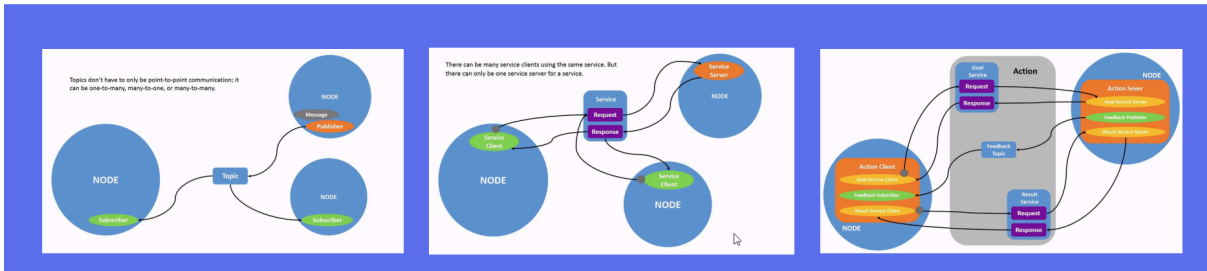 Topics don't have to only be point-to-point communication; it
can be one-to-many, many-to-one, or many-to-many.
NODE
Message
Publisher
NODE
Topic
NODE
Subscriber
Subscriber
There can be many service clients using the same service. But
there can only be one service server for a service.
Service
Server
NODE
Service
Request
Response
Service
Client
NODE
Service
Client
NODE
Goal
Service
Action
Request
Response
NODE
Action Sever
Goal Service Server
Feedback Publisher
Result Service Server
Feedback
Topic
Action Client
Goal Service Client
Feedback Subscriber
Result Service Client
NODE
Result
Service
Request
Response